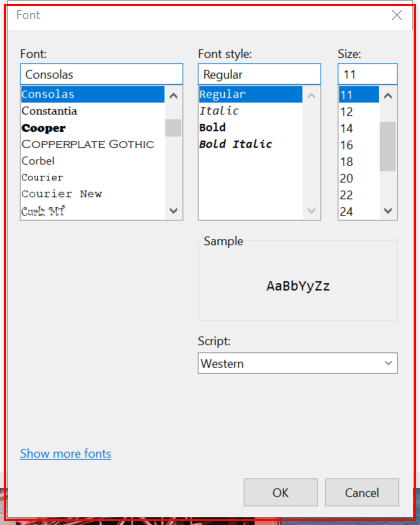 Font
Font: Font style: Size:
Consolas Regular 11
Consolas Regular 11
Constantia Italic 12
Cooper Bold 14
COPPERPLATE GOTHIC Bold Italic 16
Corbel 18
Courier 20
Courier New 22
Curlz MT 24
Sample
AaBbYyZz
Script:
Western
Show more fonts
OK Cancel